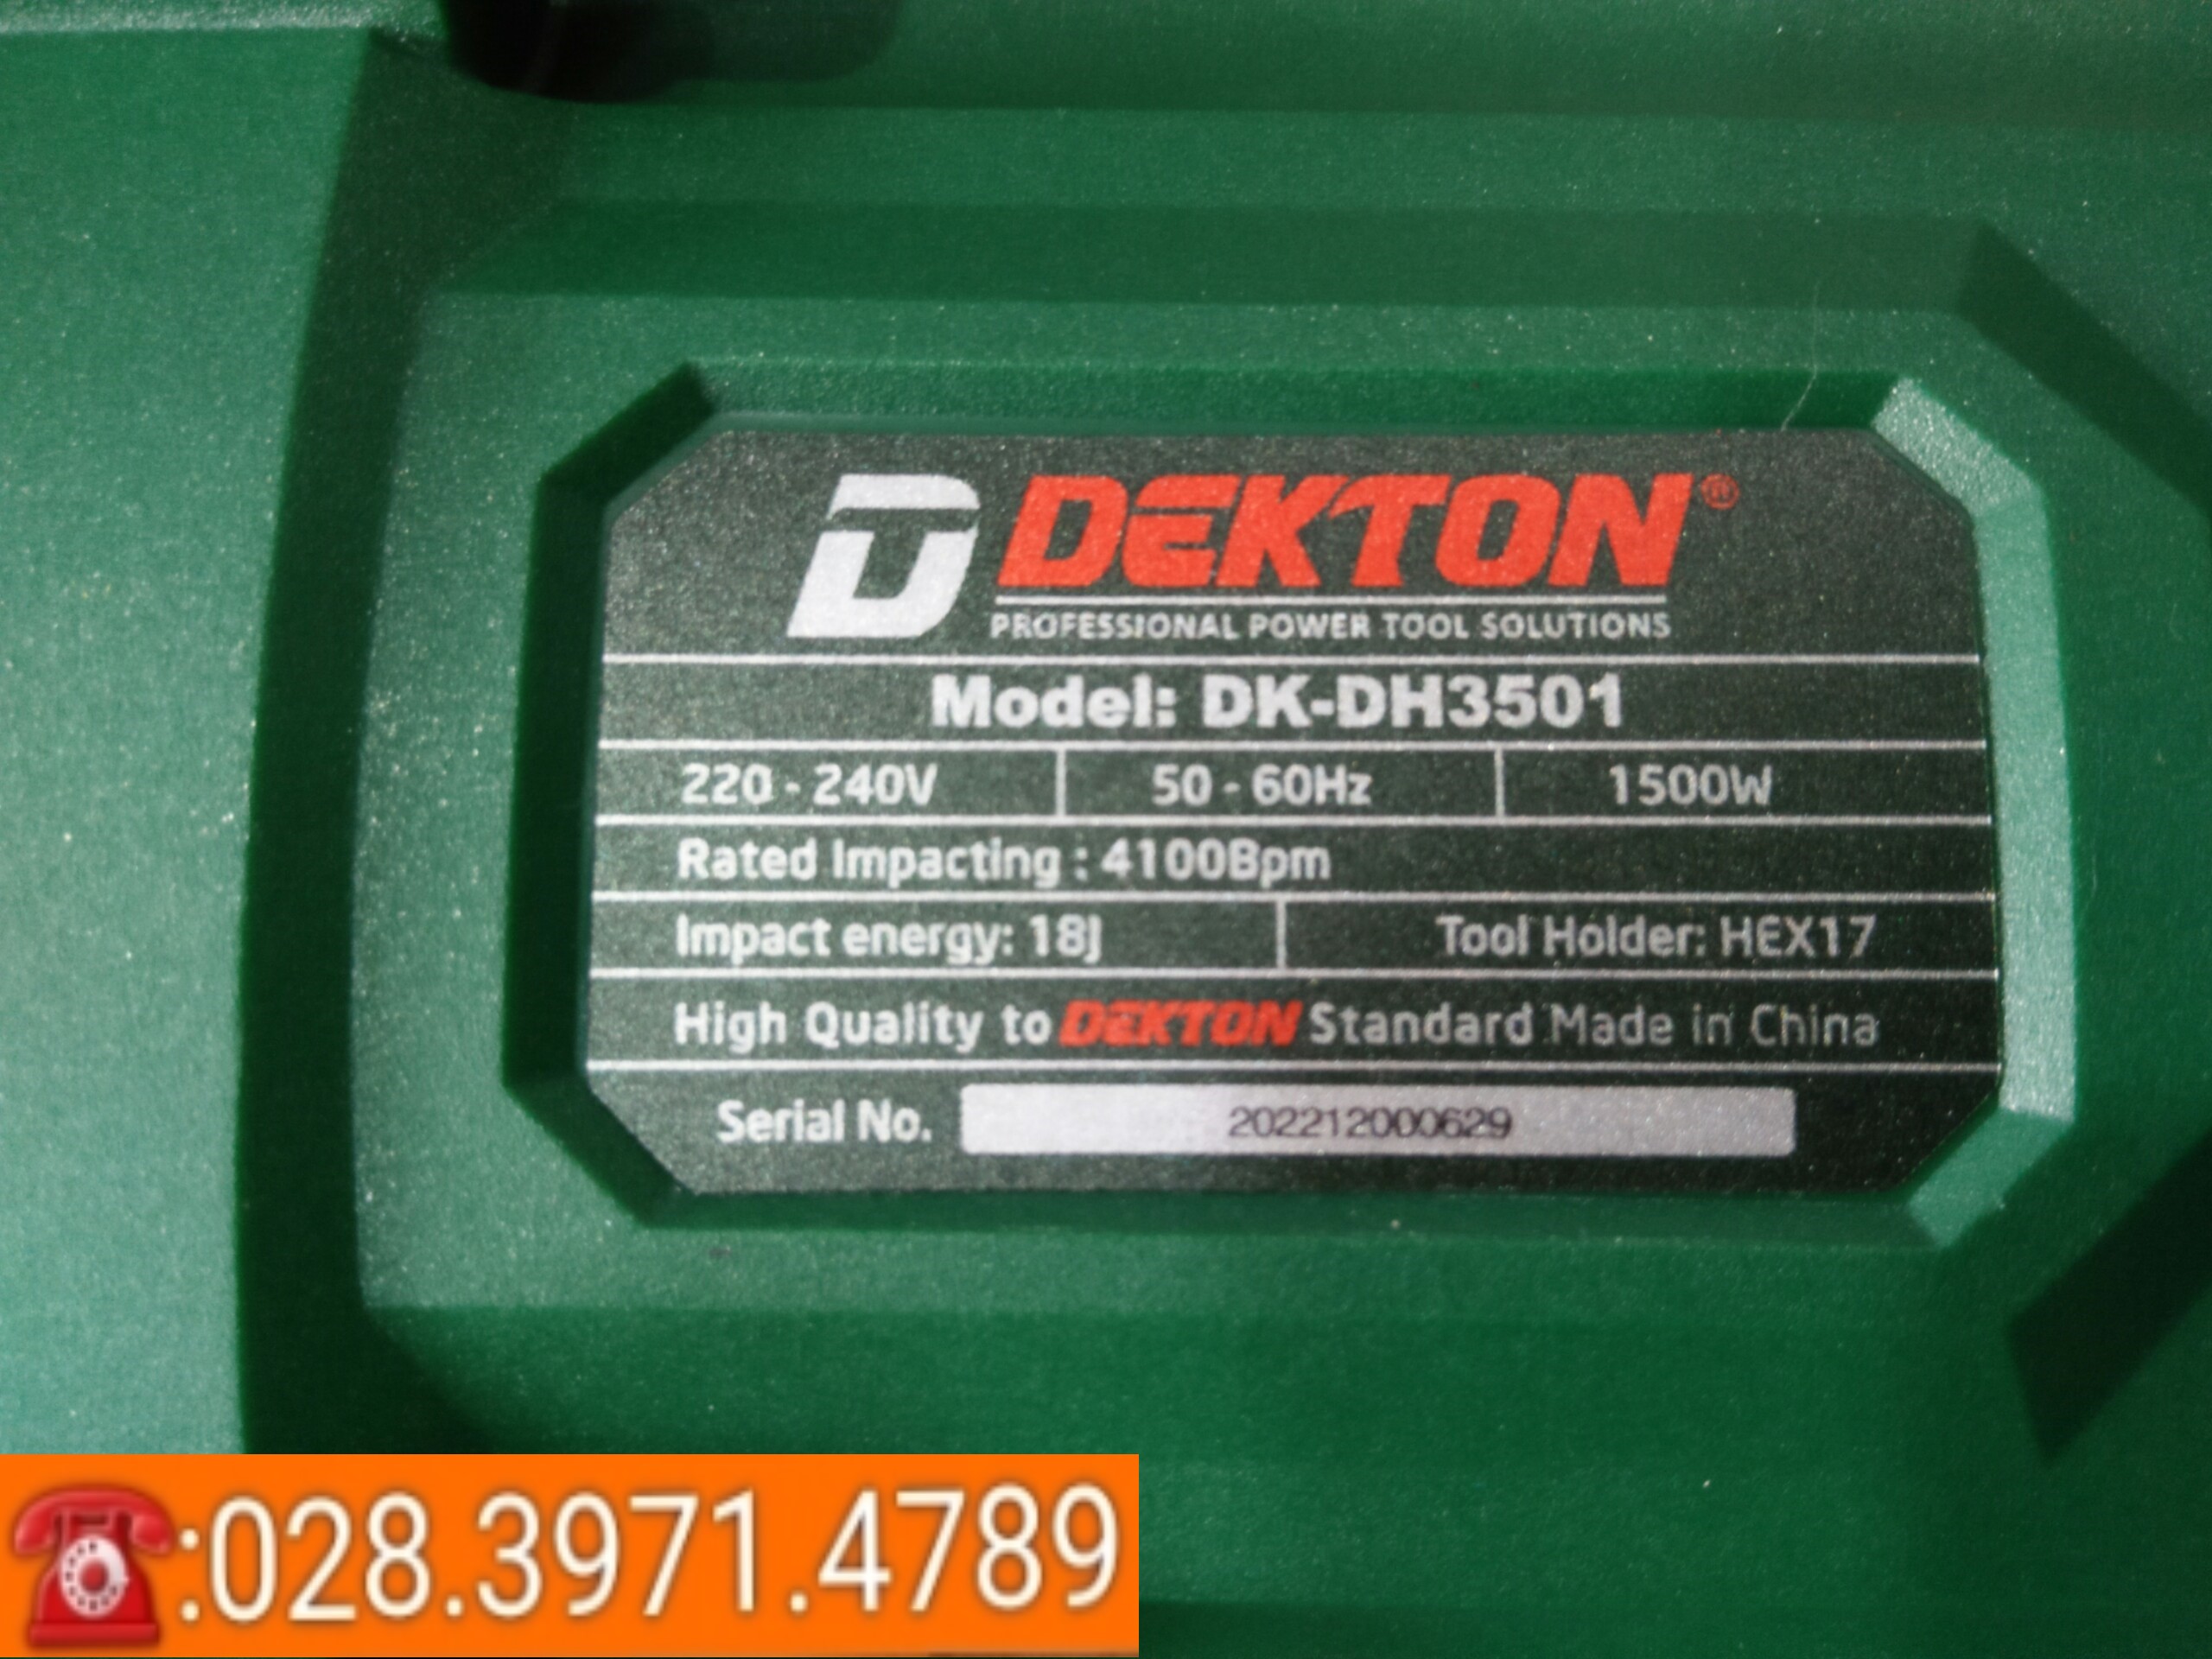 DEKTON®
PROFESSIONAL POWER TOOL SOLUTIONS
Model: DK-DH3501
220 - 240V 50 - 60Hz 1500W
Rated Impacting : 4100Bpm
Impact energy: 18J Tool Holder: HEX17
High Quality to DEKTON Standard Made in China
Serial No. 202212000629
:028.3971.4789